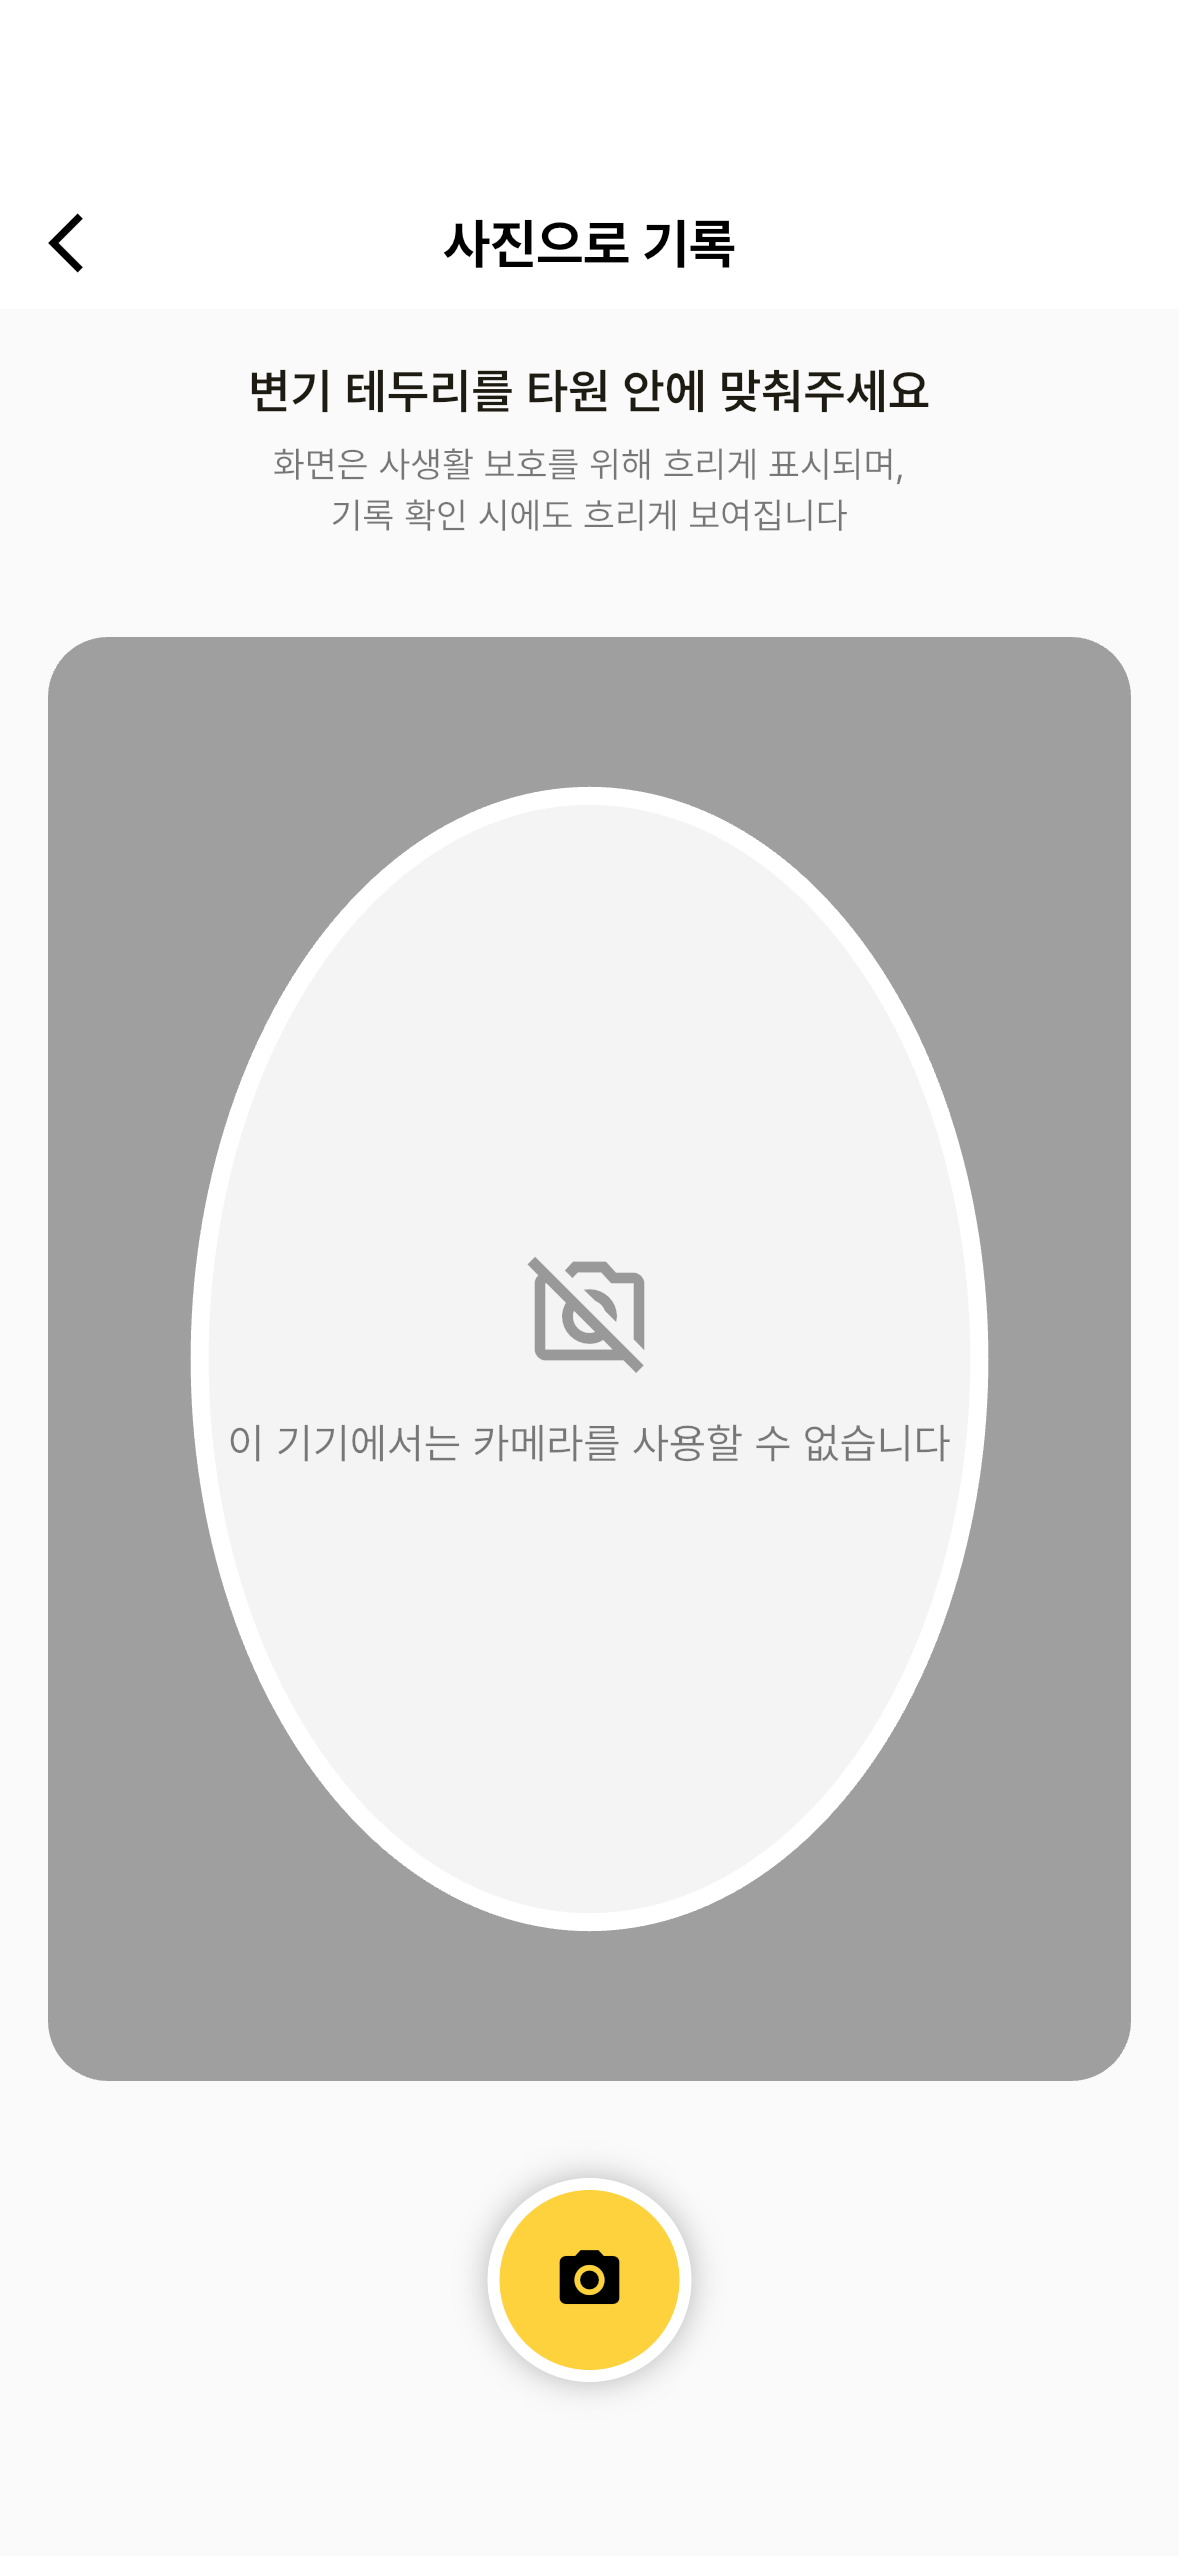 사진으로 기록
변기 테두리를 타원 안에 맞춰주세요
화면은 사생활 보호를 위해 흐리게 표시되며,
기록 확인 시에도 흐리게 보여집니다
이 기기에서는 카메라를 사용할 수 없습니다